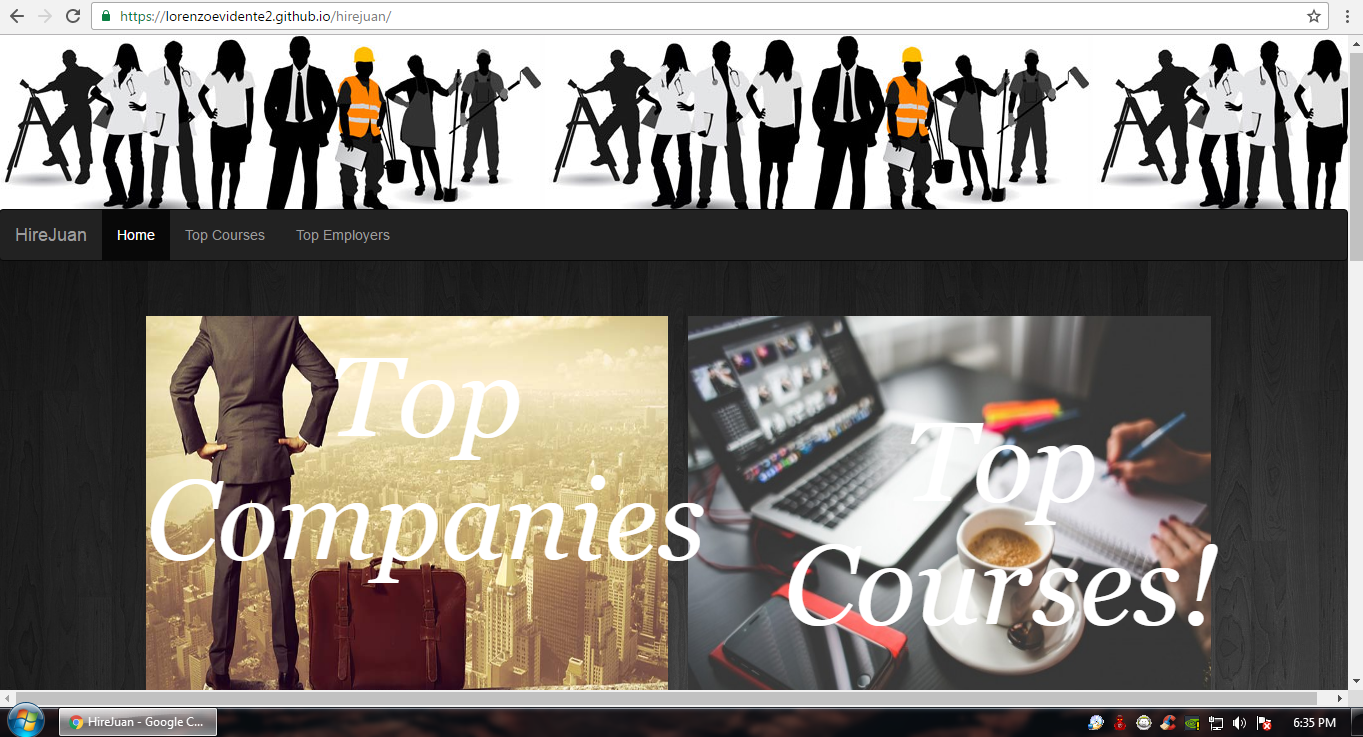 https://lorenzoevidente2.github.io/hirejuan/
HireJuan Home Top Courses Top Employers
Top
Companies
Top
Courses!
HireJuan - Google C...
6:35 PM